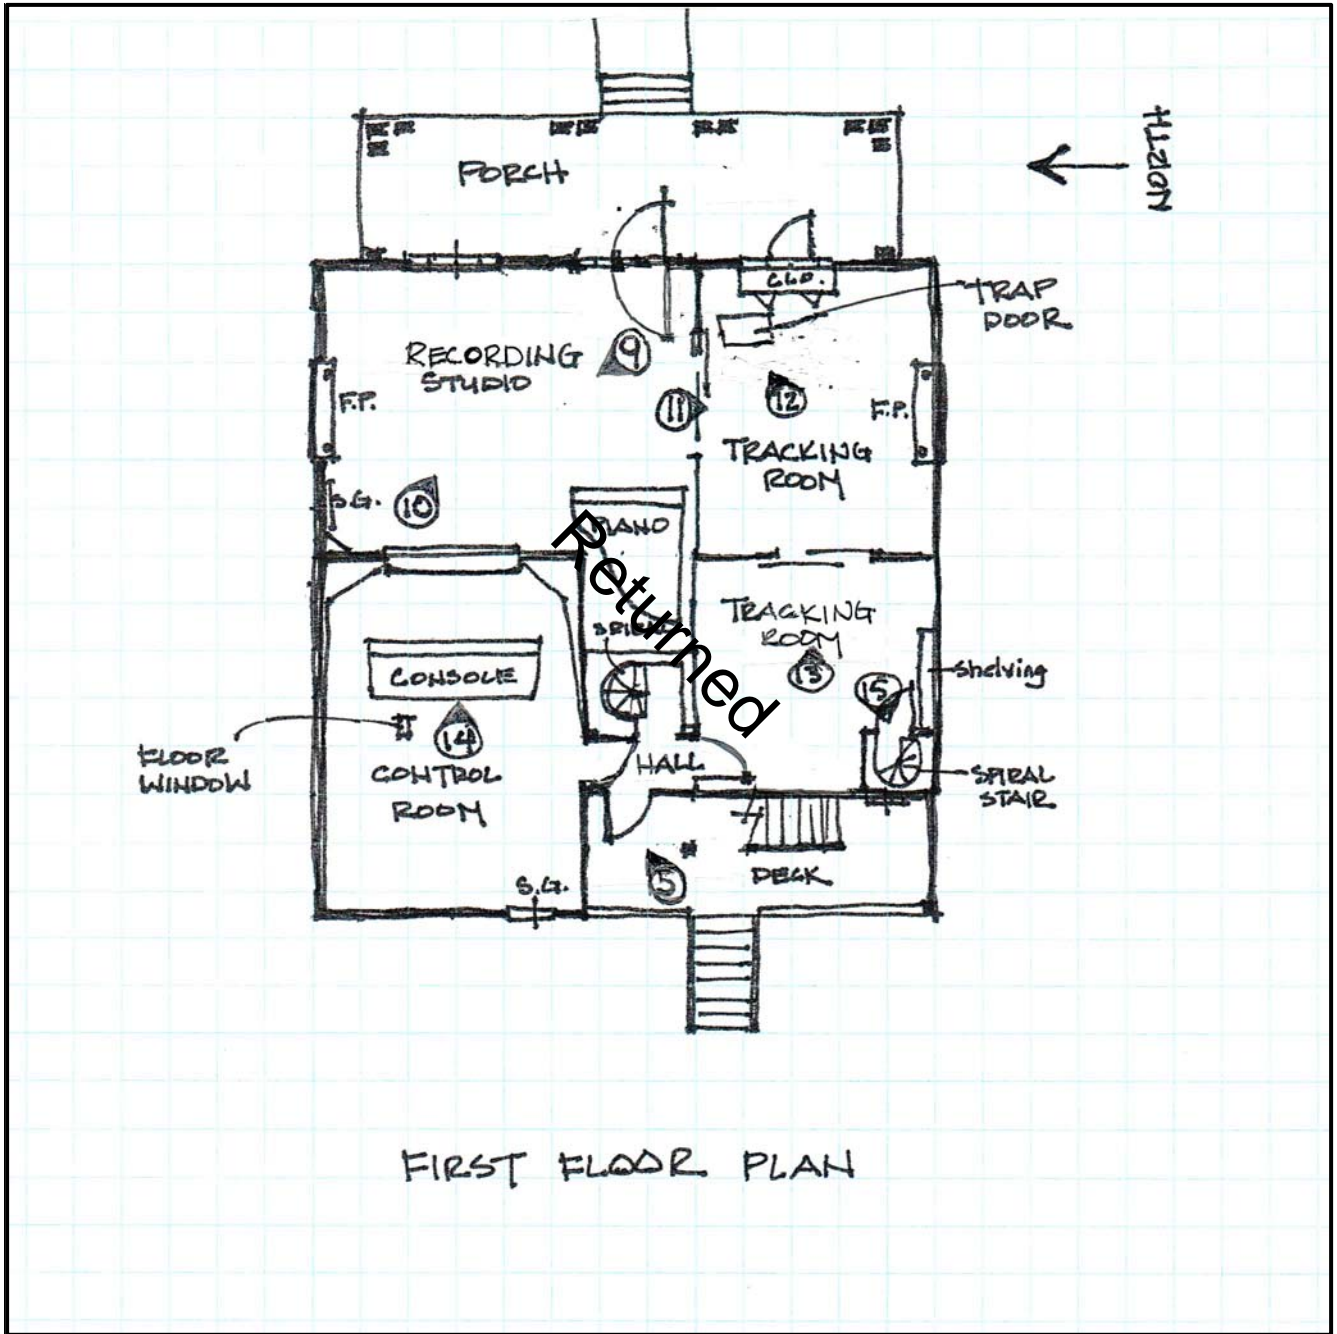 PORCH
NORTH
CLO.
TRAP
DOOR
9
RECORDING
STUDIO
F.P.
11
12
F.P.
TRACKING
ROOM
S.G.
10
PIANO
Returned
TRACKING
ROOM
13
Shelving
15
CONSOLE
14
FLOOR
WINDOW
CONTROL
ROOM
HALL
SPIRAL
STAIR
S.G.
5
DECK
FIRST FLOOR PLAN